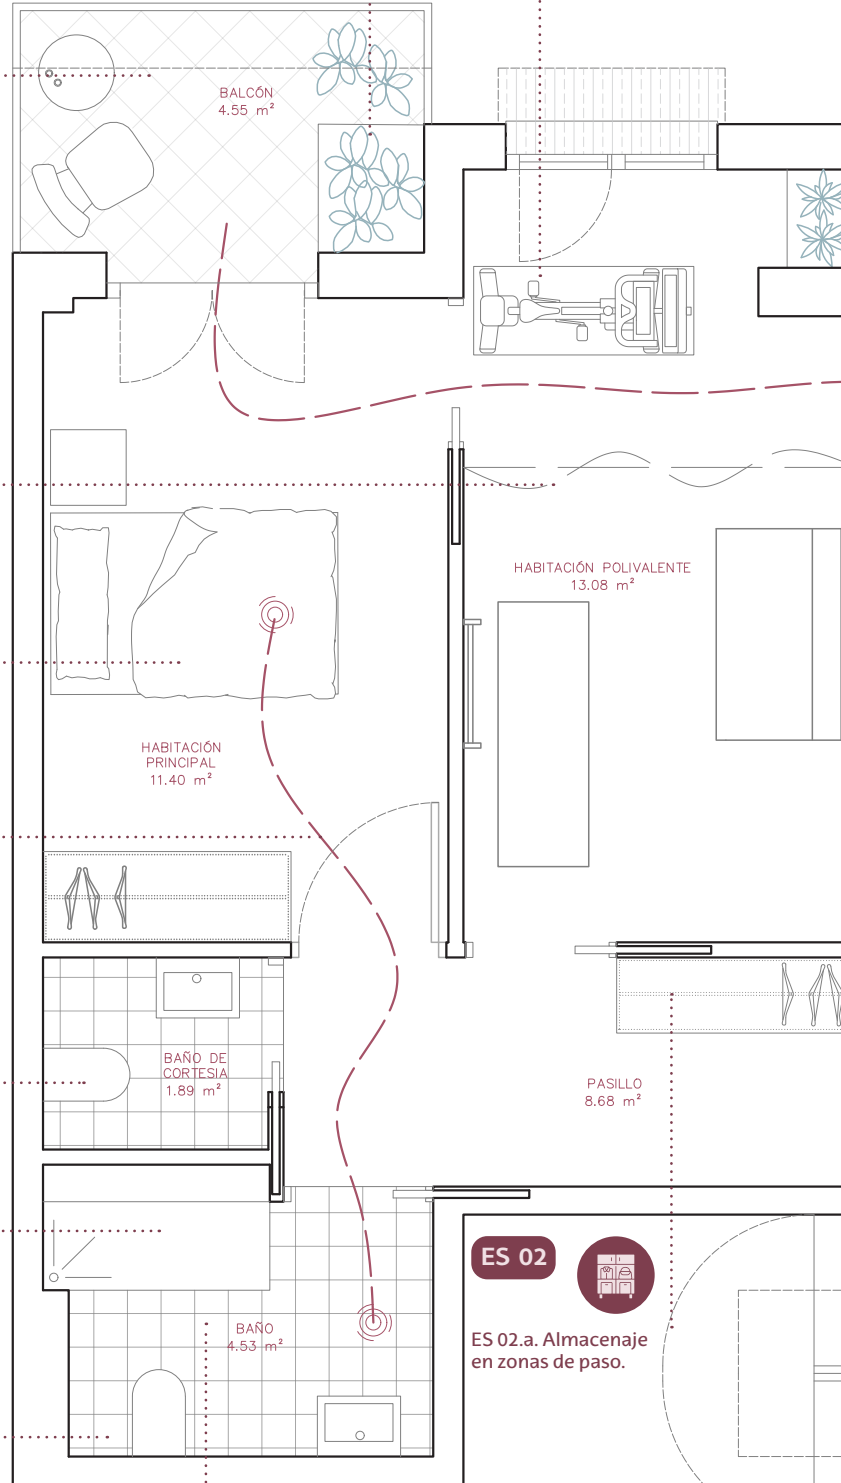 BALCÓN
4.55 m²
HABITACIÓN POLIVALENTE
13.08 m²
HABITACIÓN
PRINCIPAL
11.40 m²
BAÑO DE
CORTESIA
1.89 m²
PASILLO
8.68 m²
ES 02
BAÑO
4.53 m²
ES 02.a. Almacenaje
en zonas de paso.